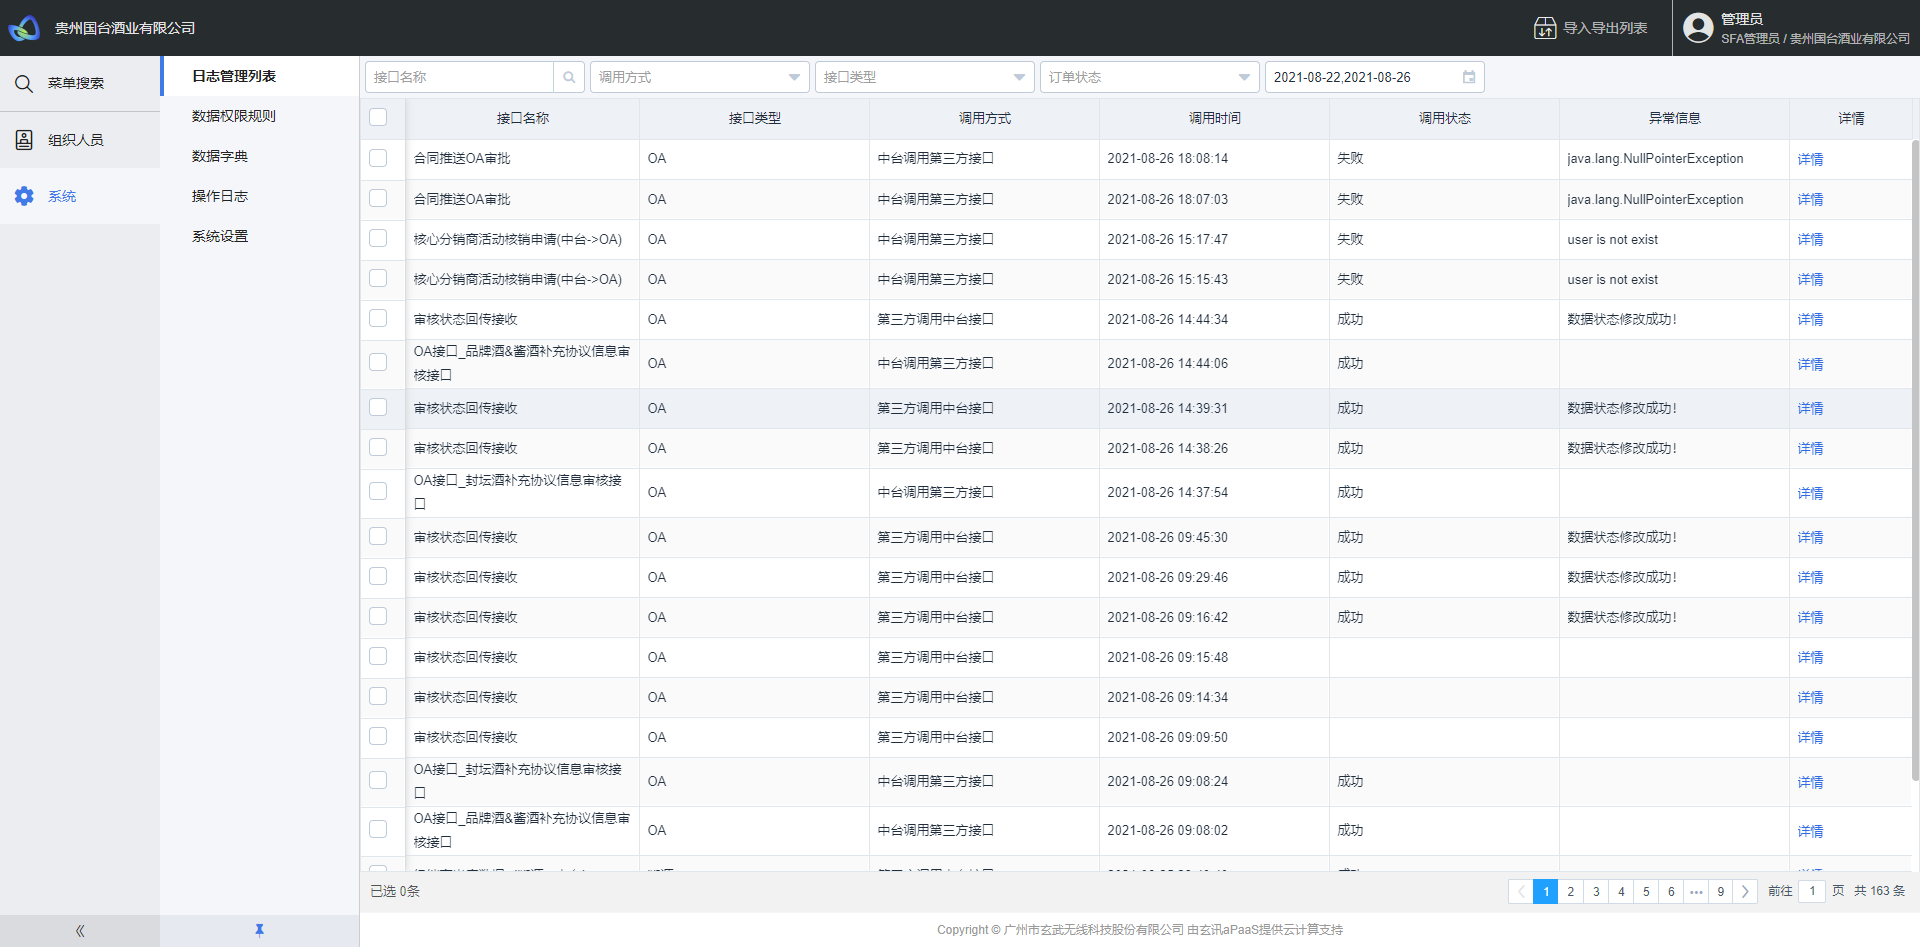 贵州国台酒业有限公司
导入导出列表
管理员
SFA管理员 / 贵州国台酒业有限公司
菜单搜索
组织人员
系统
日志管理列表
数据权限规则
数据字典
操作日志
系统设置
接口名称 调用方式 接口类型 订单状态 2021-08-22,2021-08-26
接口名称 接口类型 调用方式 调用时间 调用状态 异常信息 详情
合同推送OA审批 OA 中台调用第三方接口 2021-08-26 18:08:14 失败 java.lang.NullPointerException 详情
合同推送OA审批 OA 中台调用第三方接口 2021-08-26 18:07:03 失败 java.lang.NullPointerException 详情
核心分销商活动核销申请(中台->OA) OA 中台调用第三方接口 2021-08-26 15:17:47 失败 user is not exist 详情
核心分销商活动核销申请(中台->OA) OA 中台调用第三方接口 2021-08-26 15:15:43 失败 user is not exist 详情
审核状态回传接收 OA 第三方调用中台接口 2021-08-26 14:44:34 成功 数据状态修改成功! 详情
OA接口_品牌酒&酱酒补充协议信息审
核接口 OA 中台调用第三方接口 2021-08-26 14:44:06 成功 详情
审核状态回传接收 OA 第三方调用中台接口 2021-08-26 14:39:31 成功 数据状态修改成功! 详情
审核状态回传接收 OA 第三方调用中台接口 2021-08-26 14:38:26 成功 数据状态修改成功! 详情
OA接口_封坛酒补充协议信息审核接
口 OA 中台调用第三方接口 2021-08-26 14:37:54 成功 详情
审核状态回传接收 OA 第三方调用中台接口 2021-08-26 09:45:30 成功 数据状态修改成功! 详情
审核状态回传接收 OA 第三方调用中台接口 2021-08-26 09:29:46 成功 数据状态修改成功! 详情
审核状态回传接收 OA 第三方调用中台接口 2021-08-26 09:16:42 成功 数据状态修改成功! 详情
审核状态回传接收 OA 第三方调用中台接口 2021-08-26 09:15:48 详情
审核状态回传接收 OA 第三方调用中台接口 2021-08-26 09:14:34 详情
审核状态回传接收 OA 第三方调用中台接口 2021-08-26 09:09:50 详情
OA接口_封坛酒补充协议信息审核接
口 OA 中台调用第三方接口 2021-08-26 09:08:24 成功 详情
OA接口_品牌酒&酱酒补充协议信息审
核接口 OA 中台调用第三方接口 2021-08-26 09:08:02 成功 详情
已选 0条
1 2 3 4 5 6 ••• 9 前往 1 页 共 163 条
Copyright © 广州市玄武无线科技股份有限公司 由玄讯aPaaS提供云计算支持